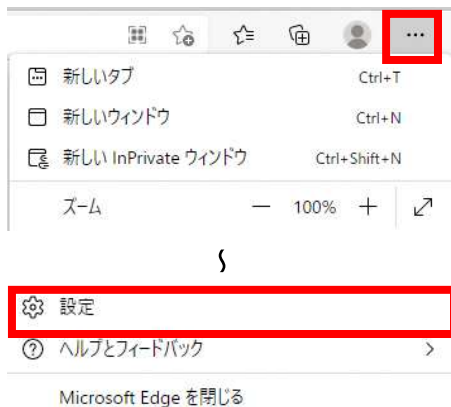 …
新しいタブ Ctrl+T
新しいウィンドウ Ctrl+N
新しい InPrivate ウィンドウ Ctrl+Shift+N
ズーム − 100% +
〜
設定
ヘルプとフィードバック >
Microsoft Edge を閉じる